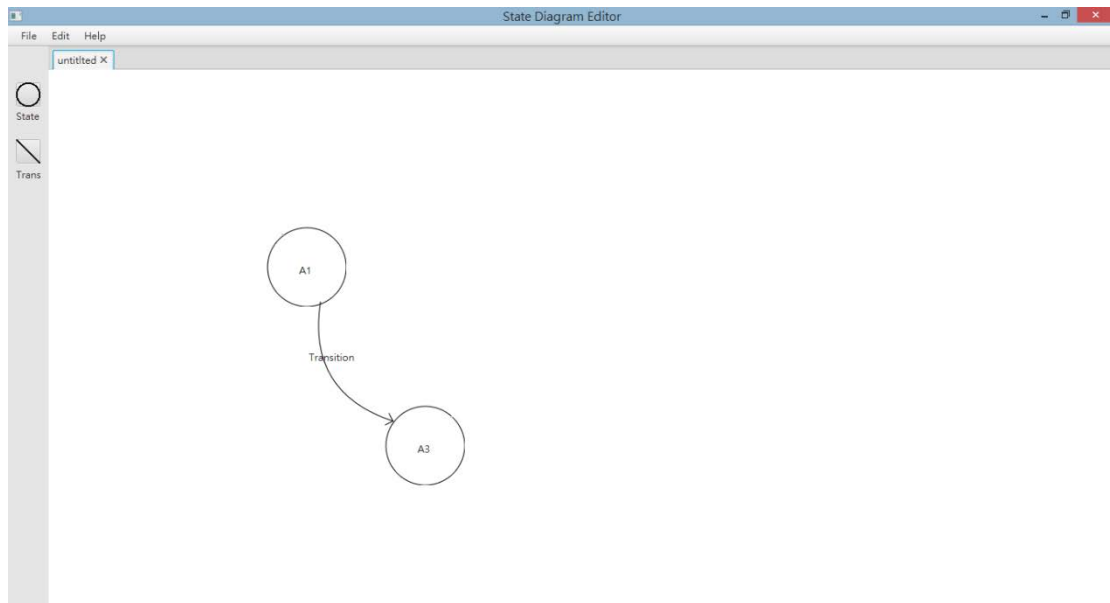 State Diagram Editor
File Edit Help
untitlted ×
State
Trans
A1
Transition
A3